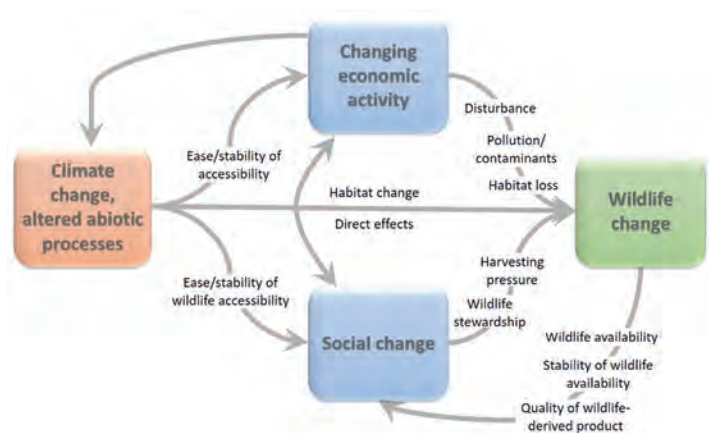 Changing
economic
activity
Disturbance
Pollution/
contaminants
Habitat loss
Ease/stability of
accessibility
Climate
change,
altered abiotic
processes
Habitat change
Direct effects
Wildlife
change
Ease/stability of
wildlife accessibility
Harvesting
pressure
Wildlife
stewardship
Social change
Wildlife availability
Stability of wildlife
availability
Quality of wildlife-
derived product